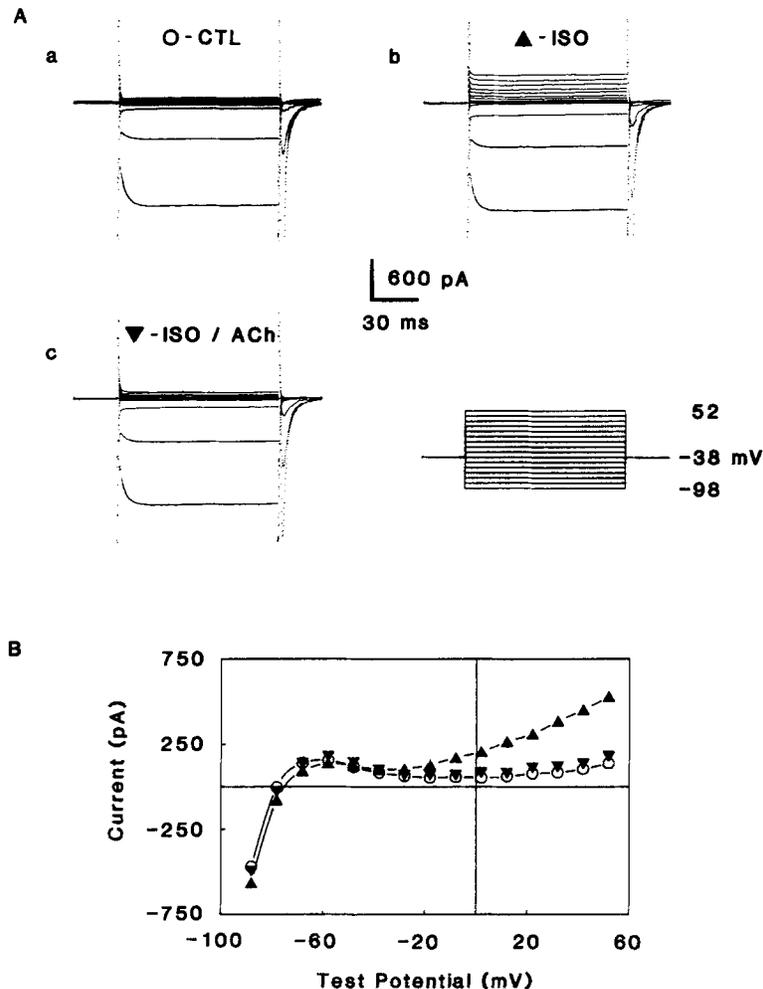 A
O - CTL
a
▲ - ISO
b
600 pA
30 ms
▼ - ISO / ACh
c
52
-38 mV
-98
B
750
250
-250
-750
Current (pA)
-100
-60
-20
20
60
Test Potential (mV)